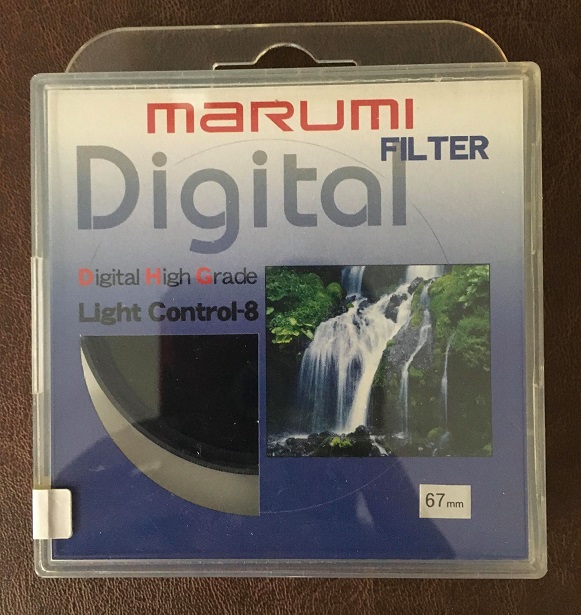 marumi
FILTER
Digital
Digital High Grade
Light Control-8
67mm